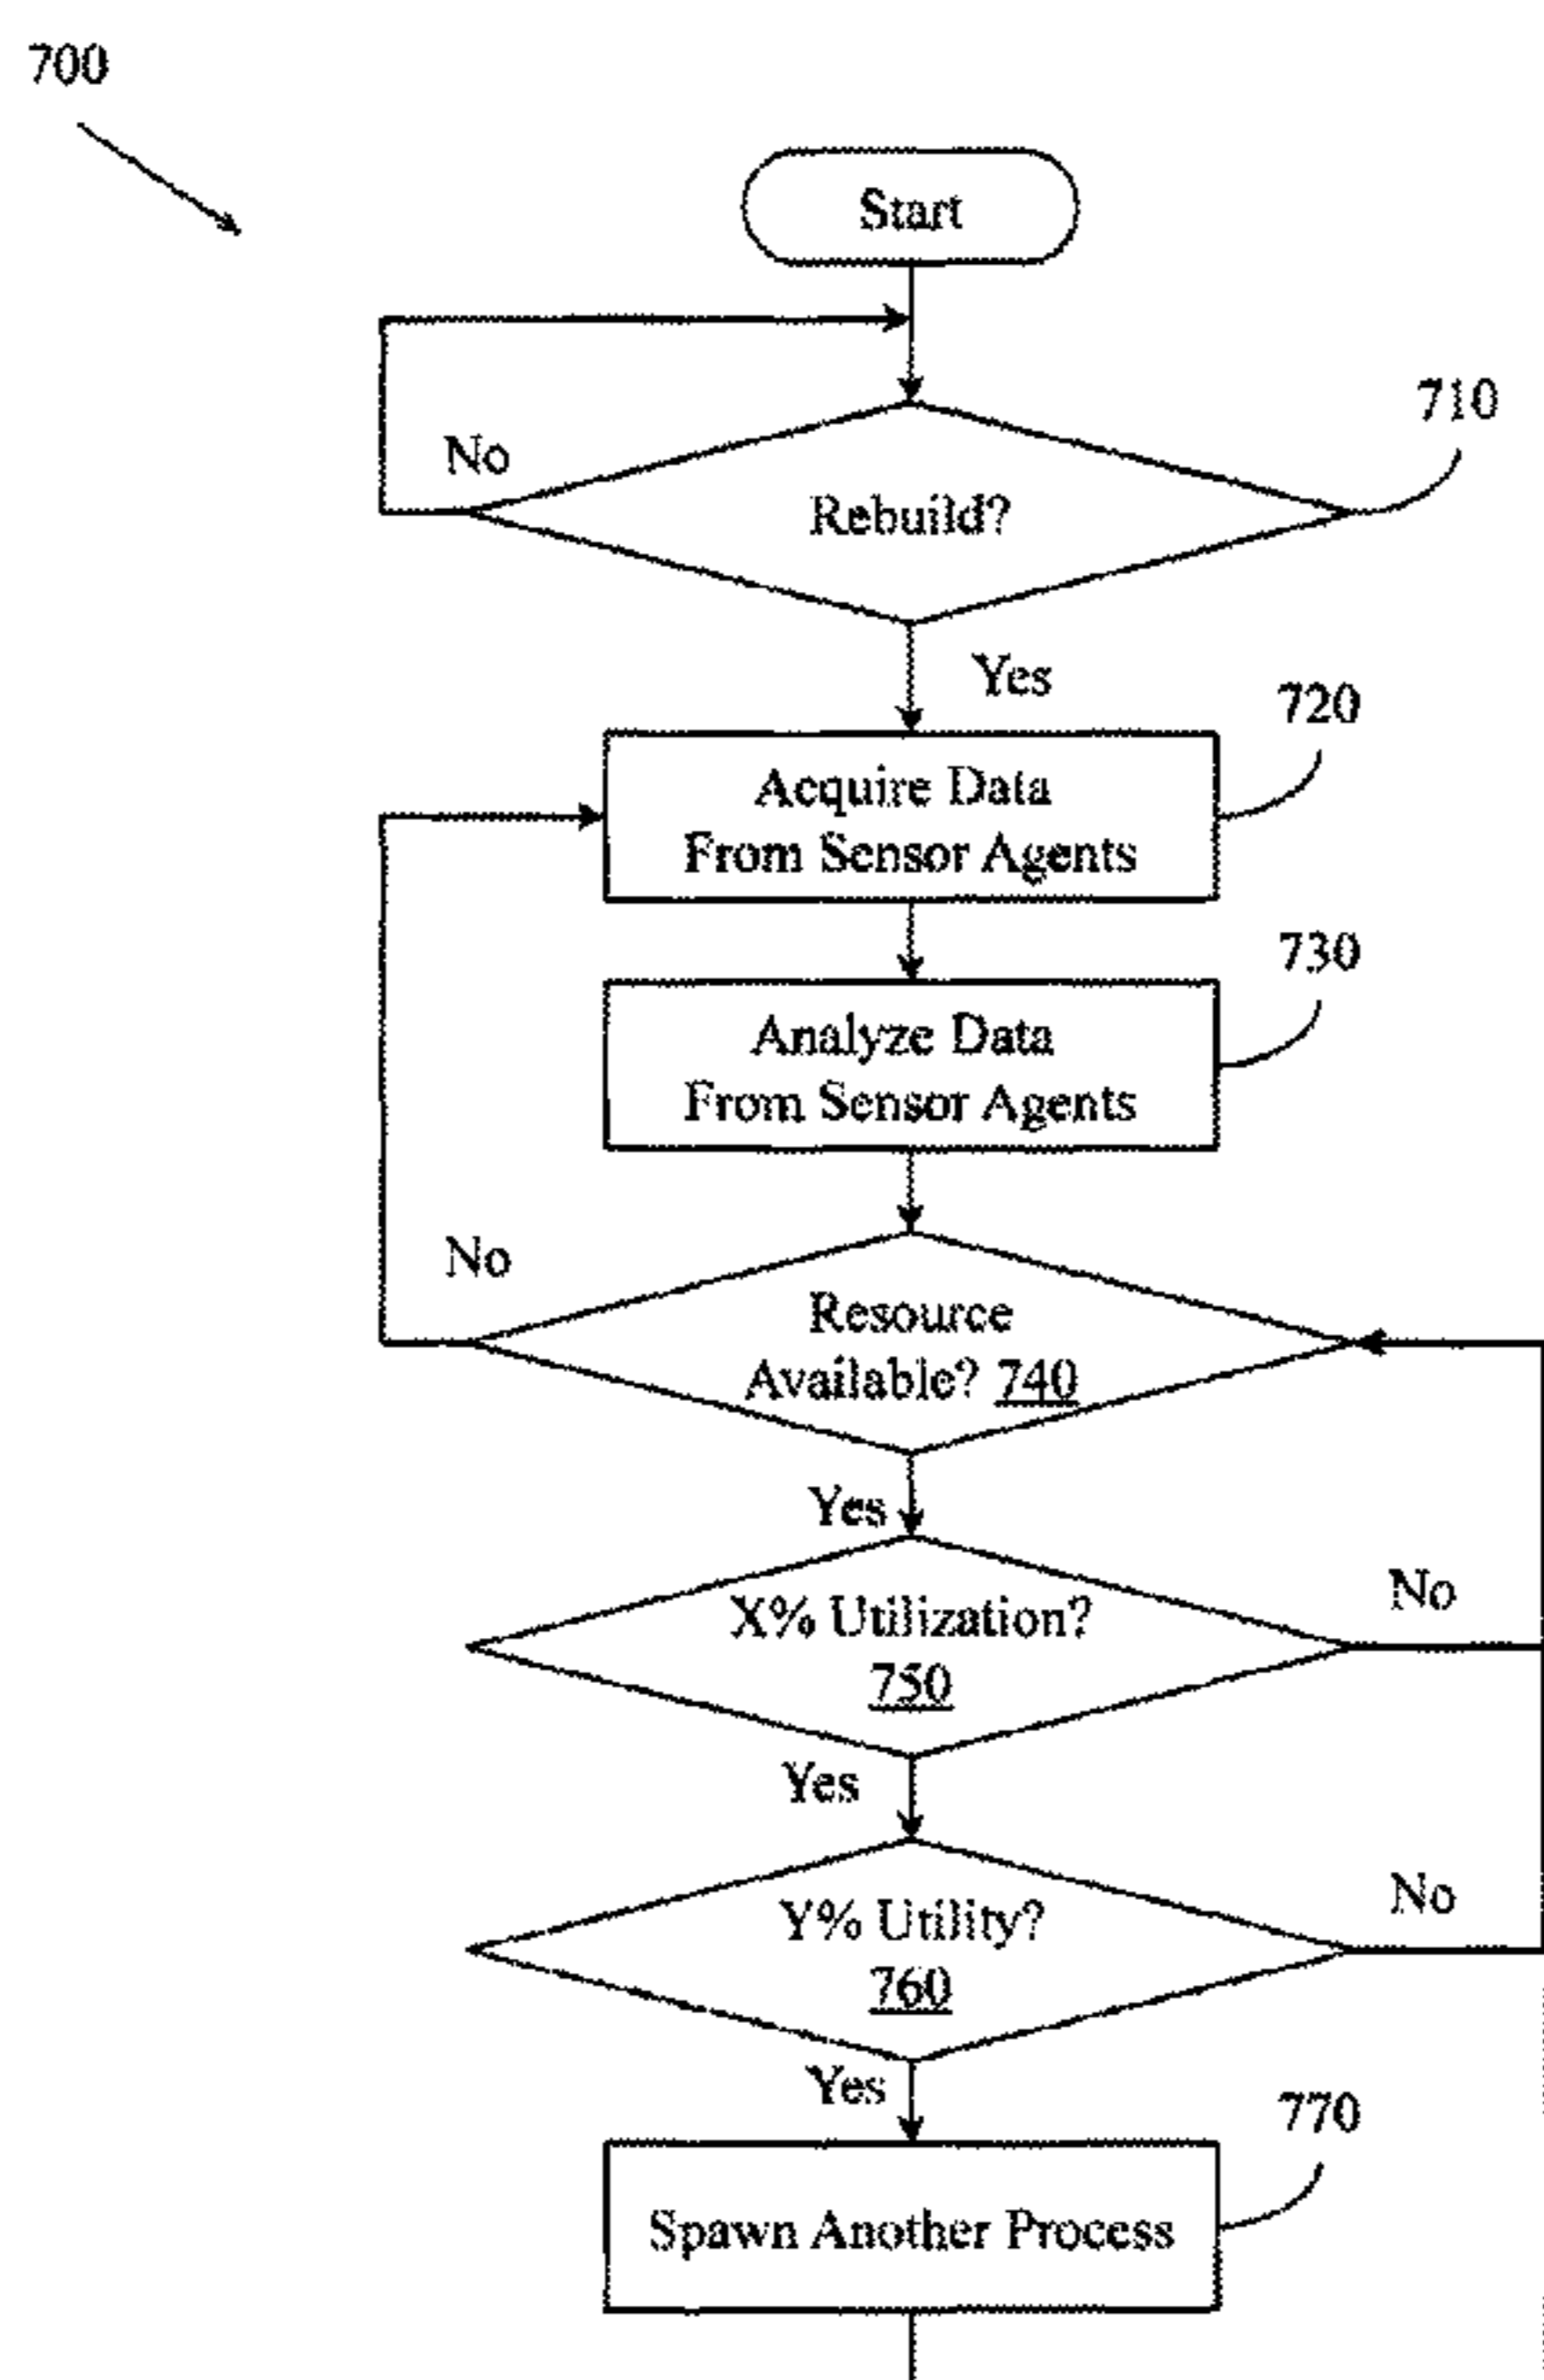 700
Start
No
710
Rebuild?
Yes
720
Acquire Data
From Sensor Agents
730
Analyze Data
From Sensor Agents
No
Resource
Available? 740
Yes
X% Utilization?
No
750
Yes
Y% Utility?
No
760
Yes
770
Spawn Another Process